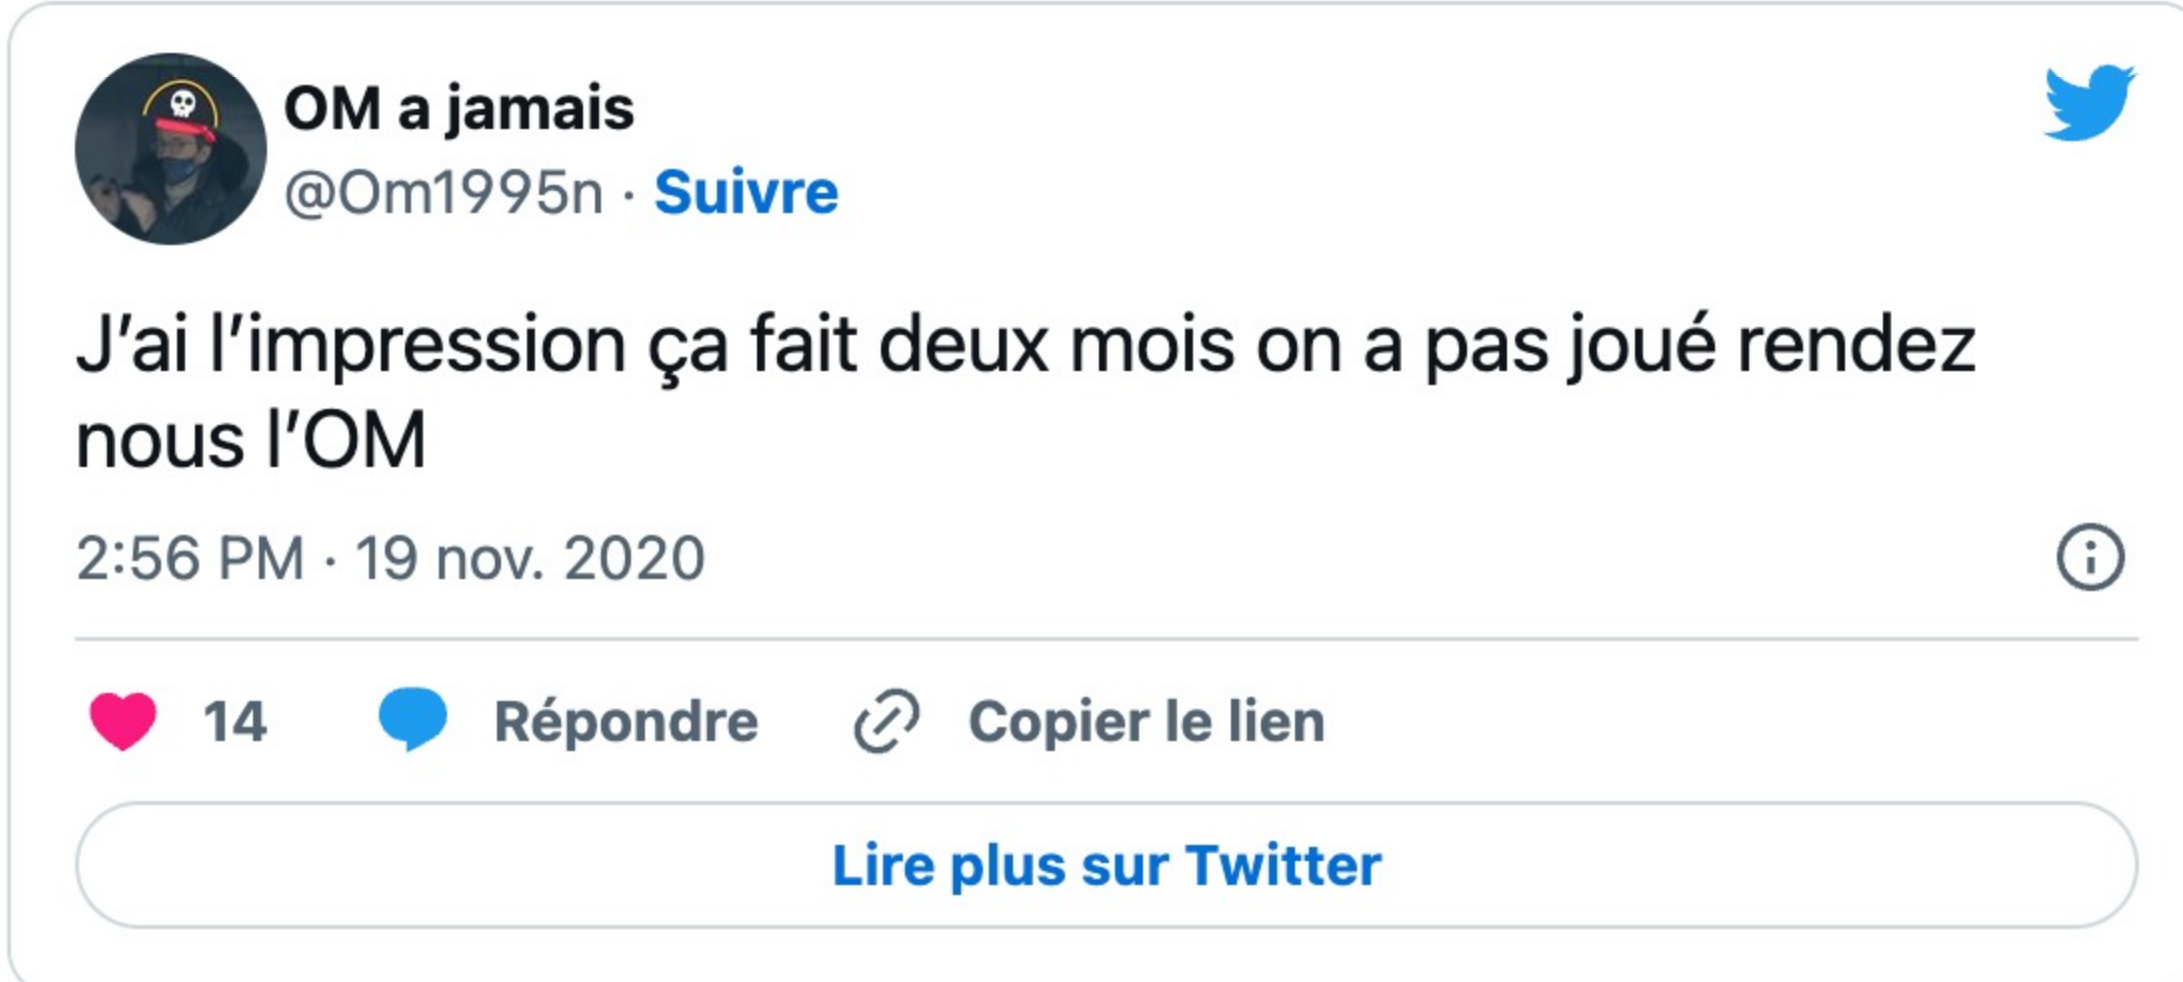 OM a jamais
@Om1995n · Suivre
J’ai l’impression ça fait deux mois on a pas joué rendez
nous l’OM
2:56 PM · 19 nov. 2020
14 Répondre Copier le lien
Lire plus sur Twitter